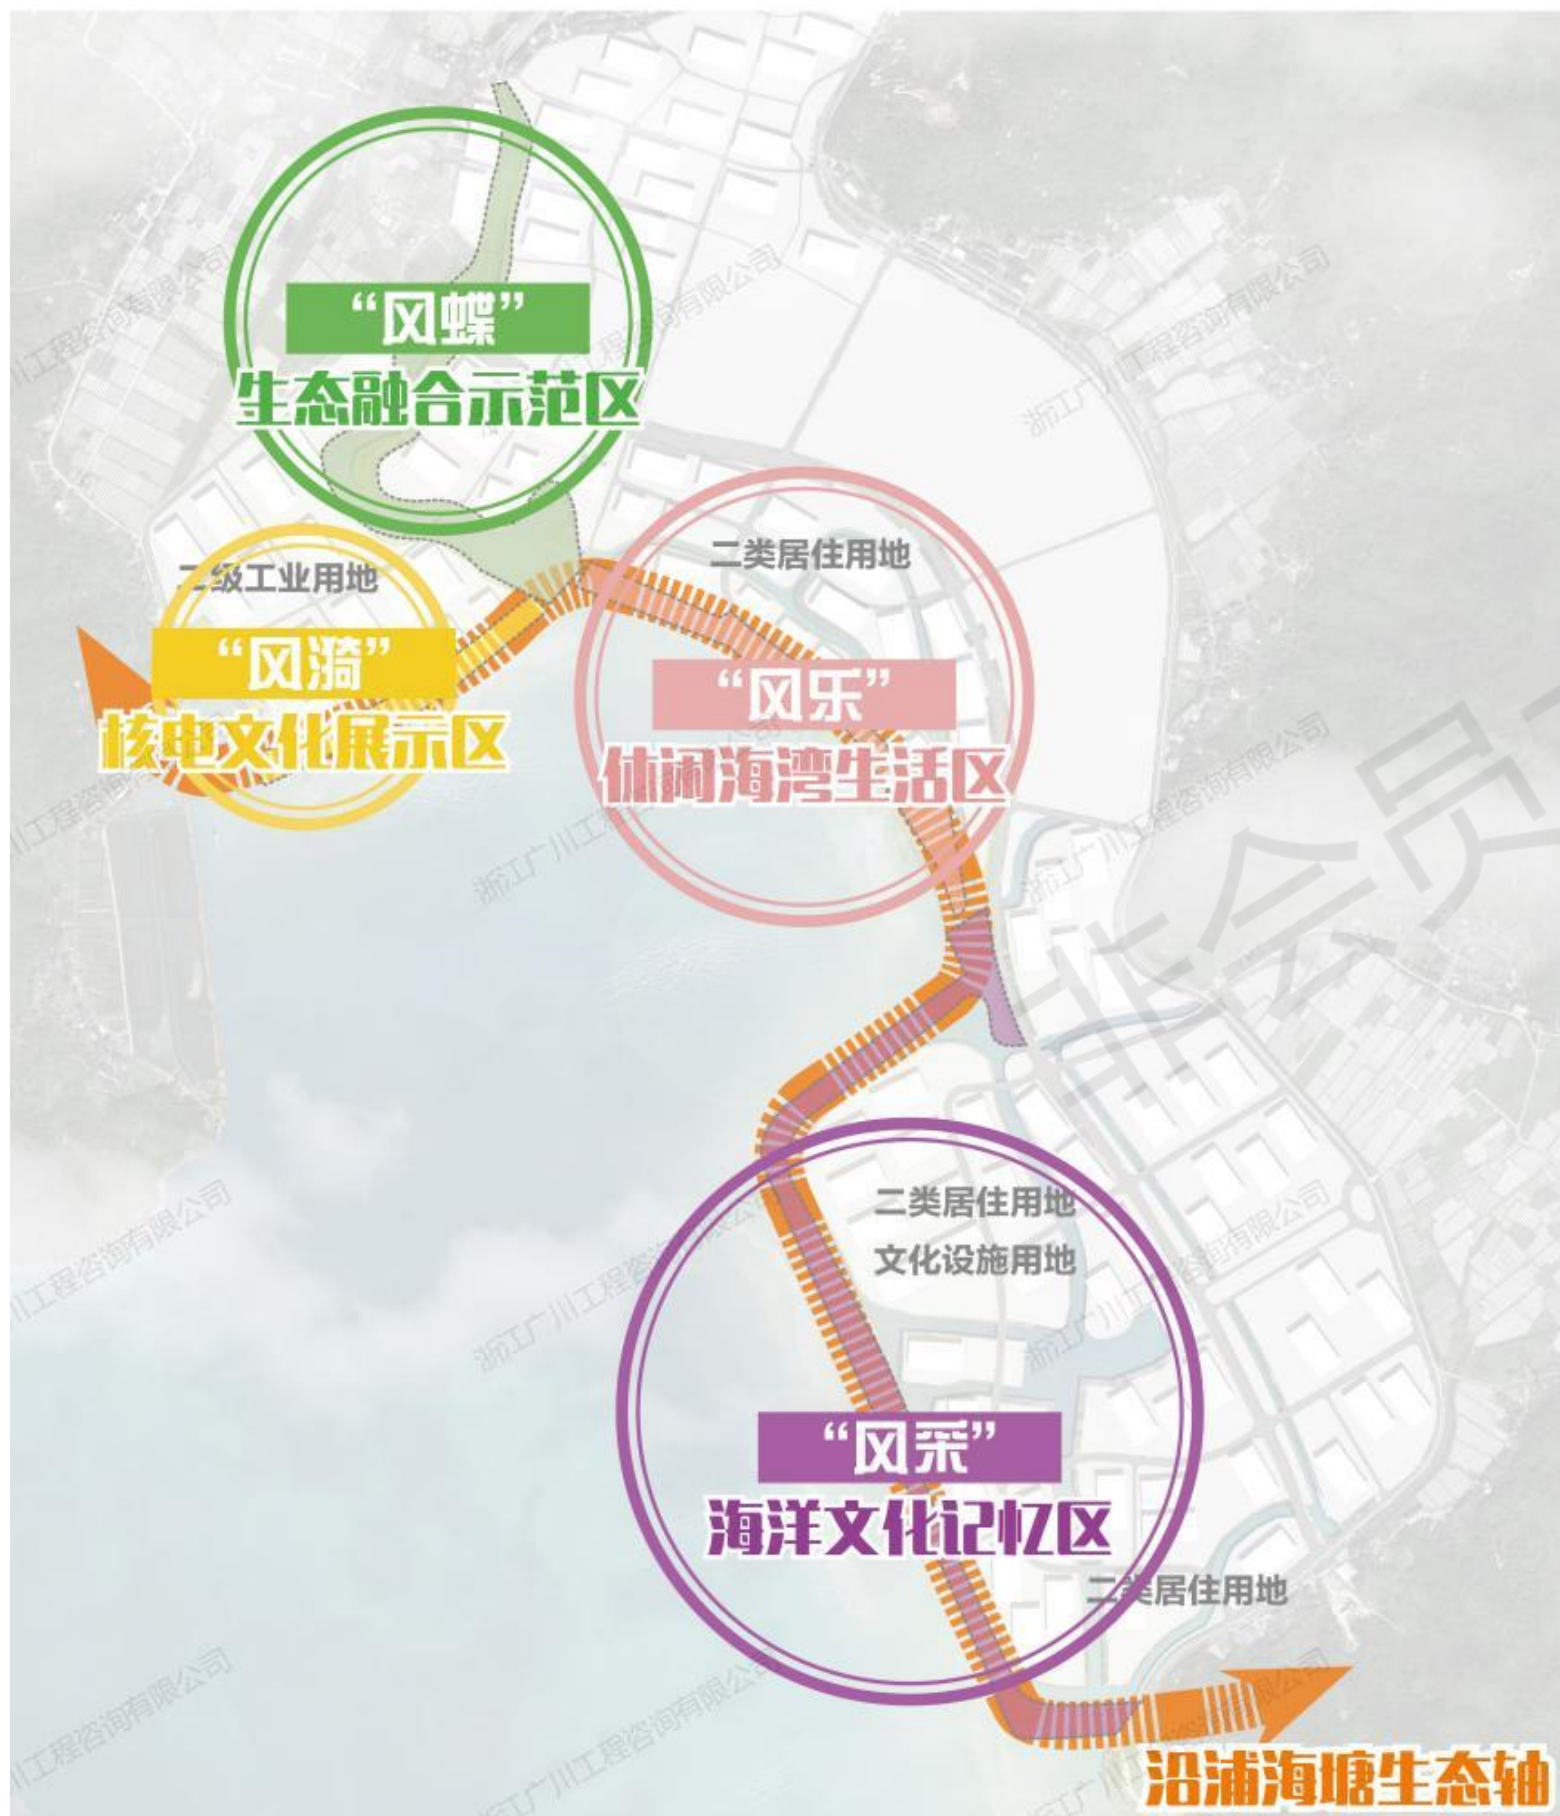 “风蝶”
生态融合示范区
二类居住用地
二级工业用地
“风漪”
核电文化展示区
“风乐”
休闲海湾生活区
二类居住用地
文化设施用地
“风采”
海洋文化记忆区
二类居住用地
沿浦海塘生态轴
浙江广川工程咨询有限公司
非会员